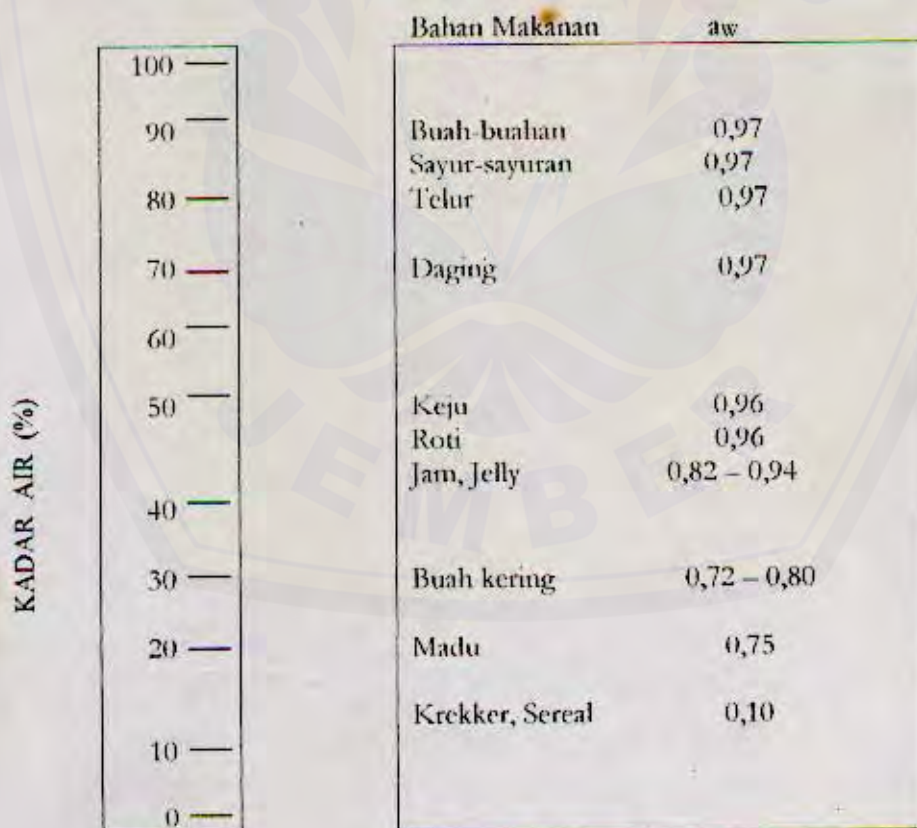 Bahan Makanan aw
100
90 Buah-buahan 0,97
Sayur-sayuran 0,97
80 Telur 0,97
70 Daging 0,97
60
50 Keju 0,96
Roti 0,96
Jam, Jelly 0,82 – 0,94
40
30 Buah kering 0,72 – 0,80
20 Madu 0,75
Krekker, Sereal 0,10
10
0
KADAR AIR (%)
JEMBER